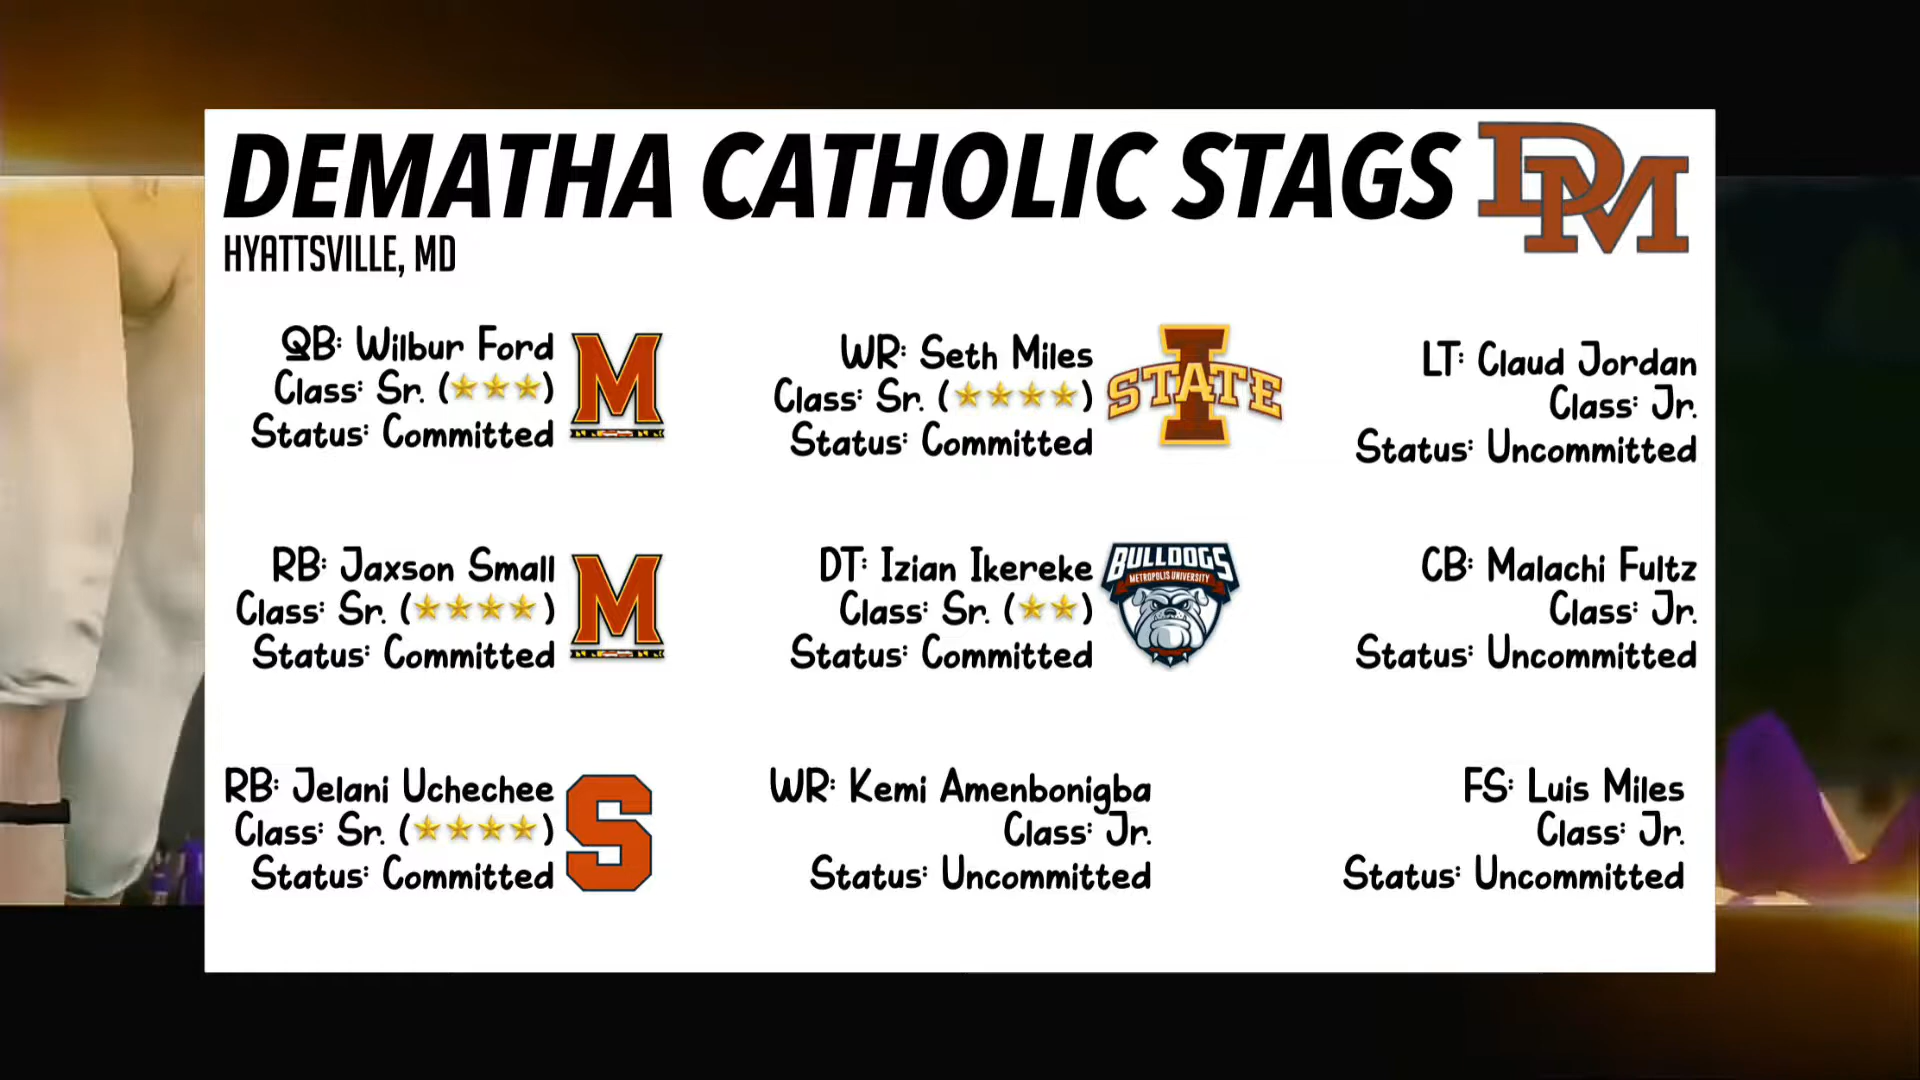 DEMATHA CATHOLIC STAGS
DM
HYATTSVILLE, MD
QB: Wilbur Ford
Class: Sr. (⭐⭐⭐)
Status: Committed
M
RB: Jaxson Small
Class: Sr. (⭐⭐⭐⭐)
Status: Committed
M
RB: Jelani Uchechee
Class: Sr. (⭐⭐⭐⭐)
Status: Committed
S
WR: Seth Miles
Class: Sr. (⭐⭐⭐⭐)
Status: Committed
I STATE
DT: Izian Ikereke
Class: Sr. (⭐⭐)
Status: Committed
BULLDOGS
METROPOLIS UNIVERSITY
WR: Kemi Amenbonigba
Class: Jr.
Status: Uncommitted
LT: Claud Jordan
Class: Jr.
Status: Uncommitted
CB: Malachi Fultz
Class: Jr.
Status: Uncommitted
FS: Luis Miles
Class: Jr.
Status: Uncommitted